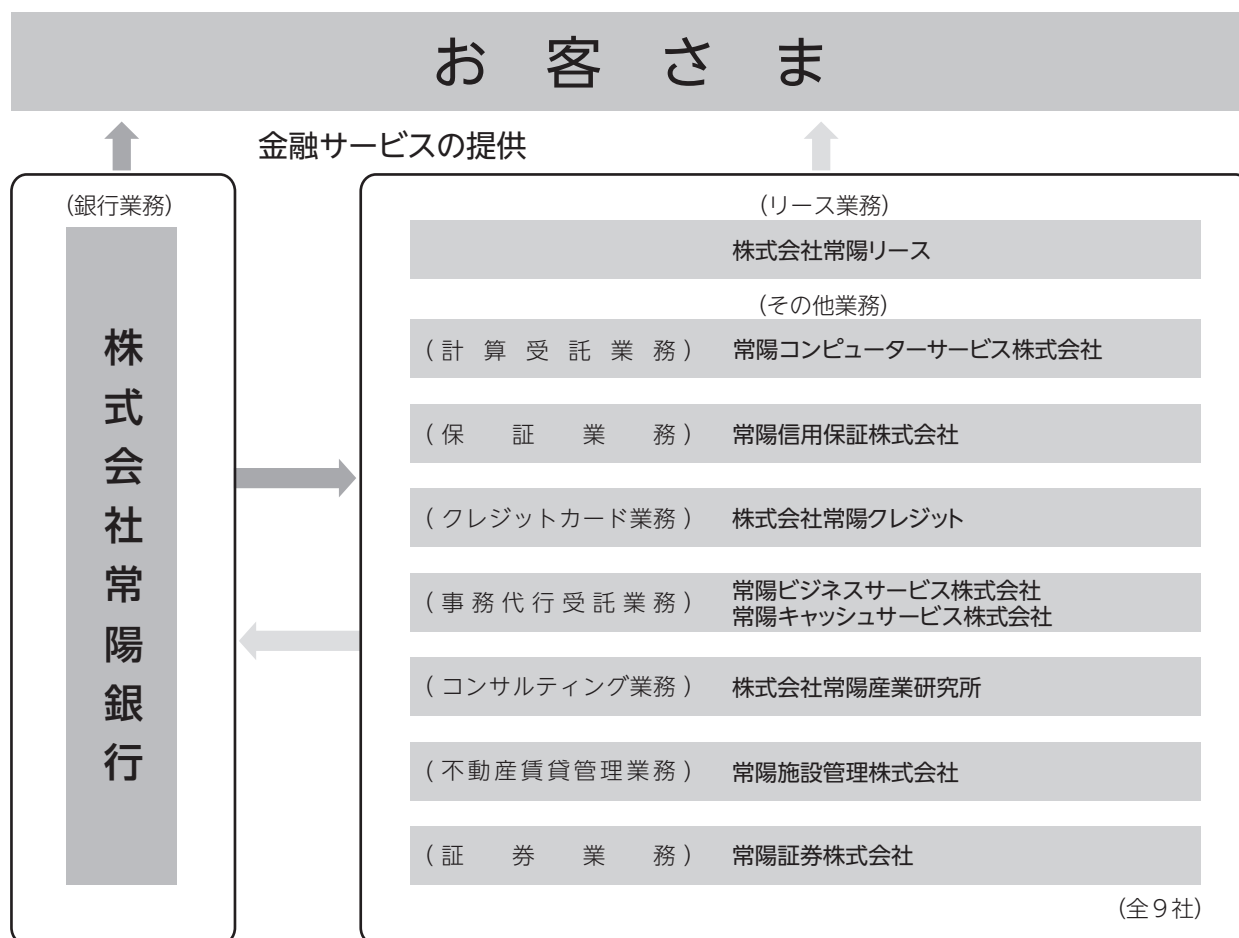 お客さま
金融サービスの提供
(銀行業務)
株式会社常陽銀行
(リース業務)
株式会社常陽リース
(その他業務)
(計算受託業務) 常陽コンピューターサービス株式会社
(保証業務) 常陽信用保証株式会社
(クレジットカード業務) 株式会社常陽クレジット
(事務代行受託業務) 常陽ビジネスサービス株式会社
常陽キャッシュサービス株式会社
(コンサルティング業務) 株式会社常陽産業研究所
(不動産賃貸管理業務) 常陽施設管理株式会社
(証券業務) 常陽証券株式会社
(全9社)